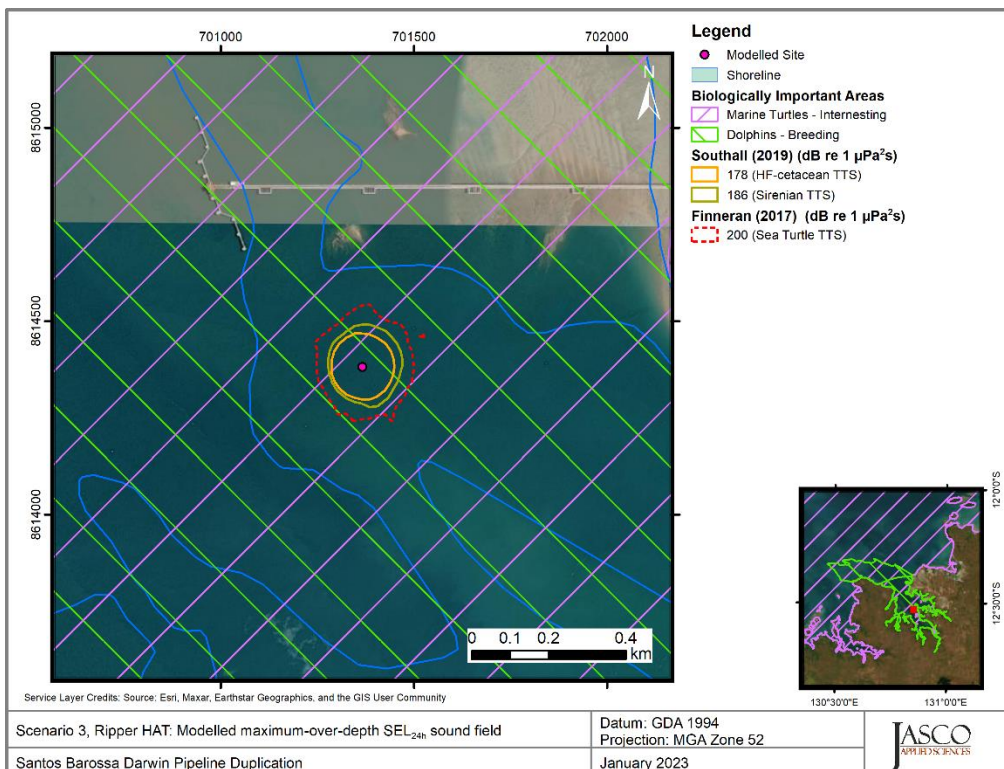 701000 701500 702000
8615000
8614500
8614000
N
0 0.1 0.2 0.4
km
Legend
Modelled Site
Shoreline
Biologically Important Areas
Marine Turtles - Internesting
Dolphins - Breeding
Southall (2019) (dB re 1 µPa²s)
178 (HF-cetacean TTS)
186 (Sirenian TTS)
Finneran (2017) (dB re 1 µPa²s)
200 (Sea Turtle TTS)
12°0'0"S
12°30'0"S
130°30'0"E 131°0'0"E
Service Layer Credits: Source: Esri, Maxar, Earthstar Geographics, and the GIS User Community
Scenario 3, Ripper HAT: Modelled maximum-over-depth SEL24h sound field
Santos Barossa Darwin Pipeline Duplication
Datum: GDA 1994
Projection: MGA Zone 52
January 2023
JASCO
APPLIED SCIENCES